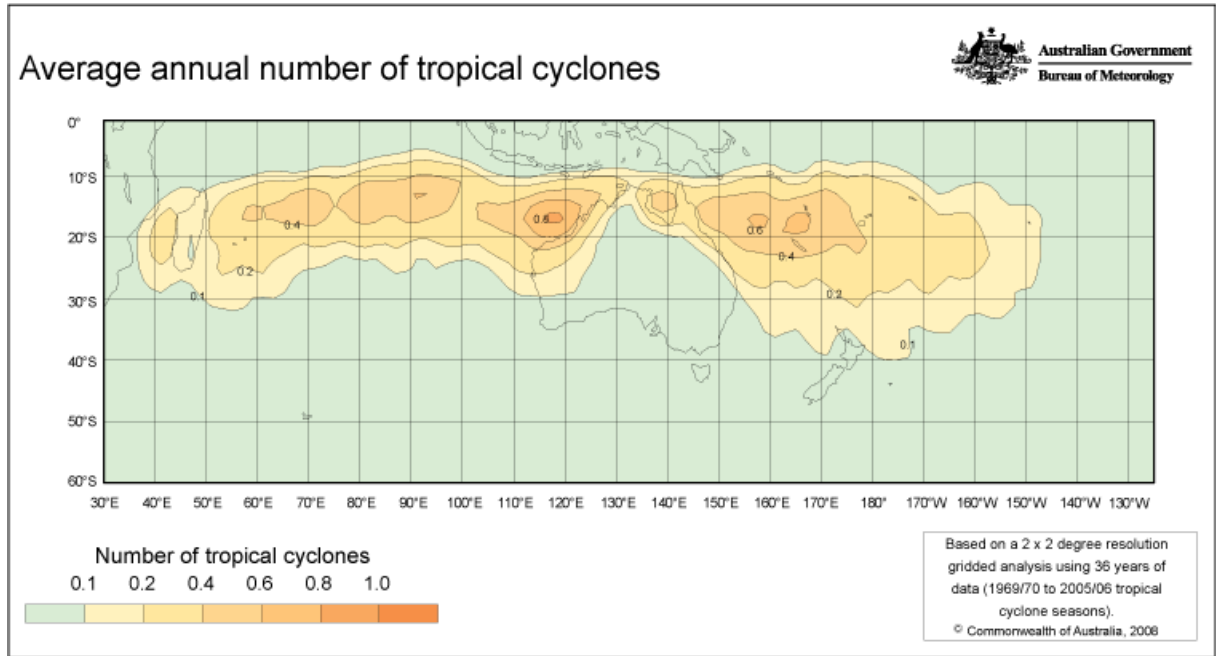 Average annual number of tropical cyclones
Australian Government
Bureau of Meteorology
0°
10°S
20°S
30°S
40°S
50°S
60°S
0.1
0.2
0.4
0.6
0.6
0.4
0.2
0.1
30°E 40°E 50°E 60°E 70°E 80°E 90°E 100°E 110°E 120°E 130°E 140°E 150°E 160°E 170°E 180° 170°W 160°W 150°W 140°W 130°W
Number of tropical cyclones
0.1 0.2 0.4 0.6 0.8 1.0
Based on a 2 x 2 degree resolution
gridded analysis using 36 years of
data (1969/70 to 2005/06 tropical
cyclone seasons).
© Commonwealth of Australia, 2008